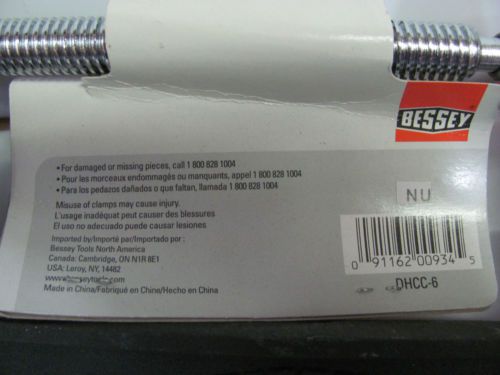 BESSEY
• For damaged or missing pieces, call 1 800 828 1004
• Pour les morceaux endommagés ou manquants, appel 1 800 828 1004
• Para los pedazos dañados o que faltan, llamada 1 800 828 1004
NU
Misuse of clamps may cause injury.
L'usage inadéquat peut causer des blessures
El uso no adecuado puede causar lesiones
Imported by/Importé par/Importado por :
Bessey Tools North America
Canada: Cambridge, ON N1R 8E1
USA: Leroy, NY, 14482
Made in China/Fabriqué en Chine/Hecho en China
0 91162 00934 5
DHCC-6